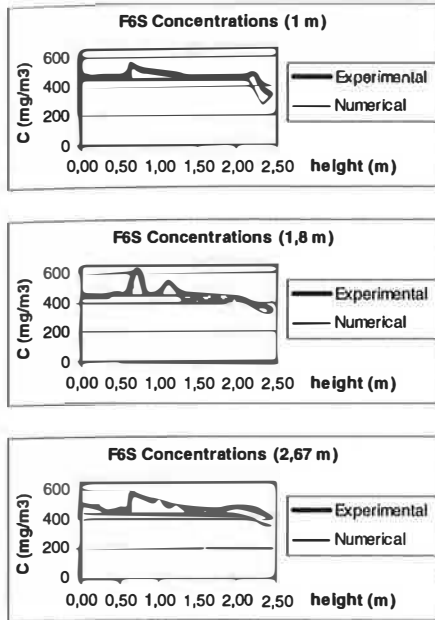 F6S Concentrations (1 m)
C (mg/m3)
600
400
200
0
0,00 0,50 1,00 1,50 2,00 2,50 height (m)
Experimental
Numerical
F6S Concentrations (1,8 m)
C (mg/m3)
600
400
200
0
0,00 0,50 1,00 1,50 2,00 2,50 height (m)
Experimental
Numerical
F6S Concentrations (2,67 m)
C (mg/m3)
600
400
200
0
0,00 0,50 1,00 1,50 2,00 2,50 height (m)
Experimental
Numerical